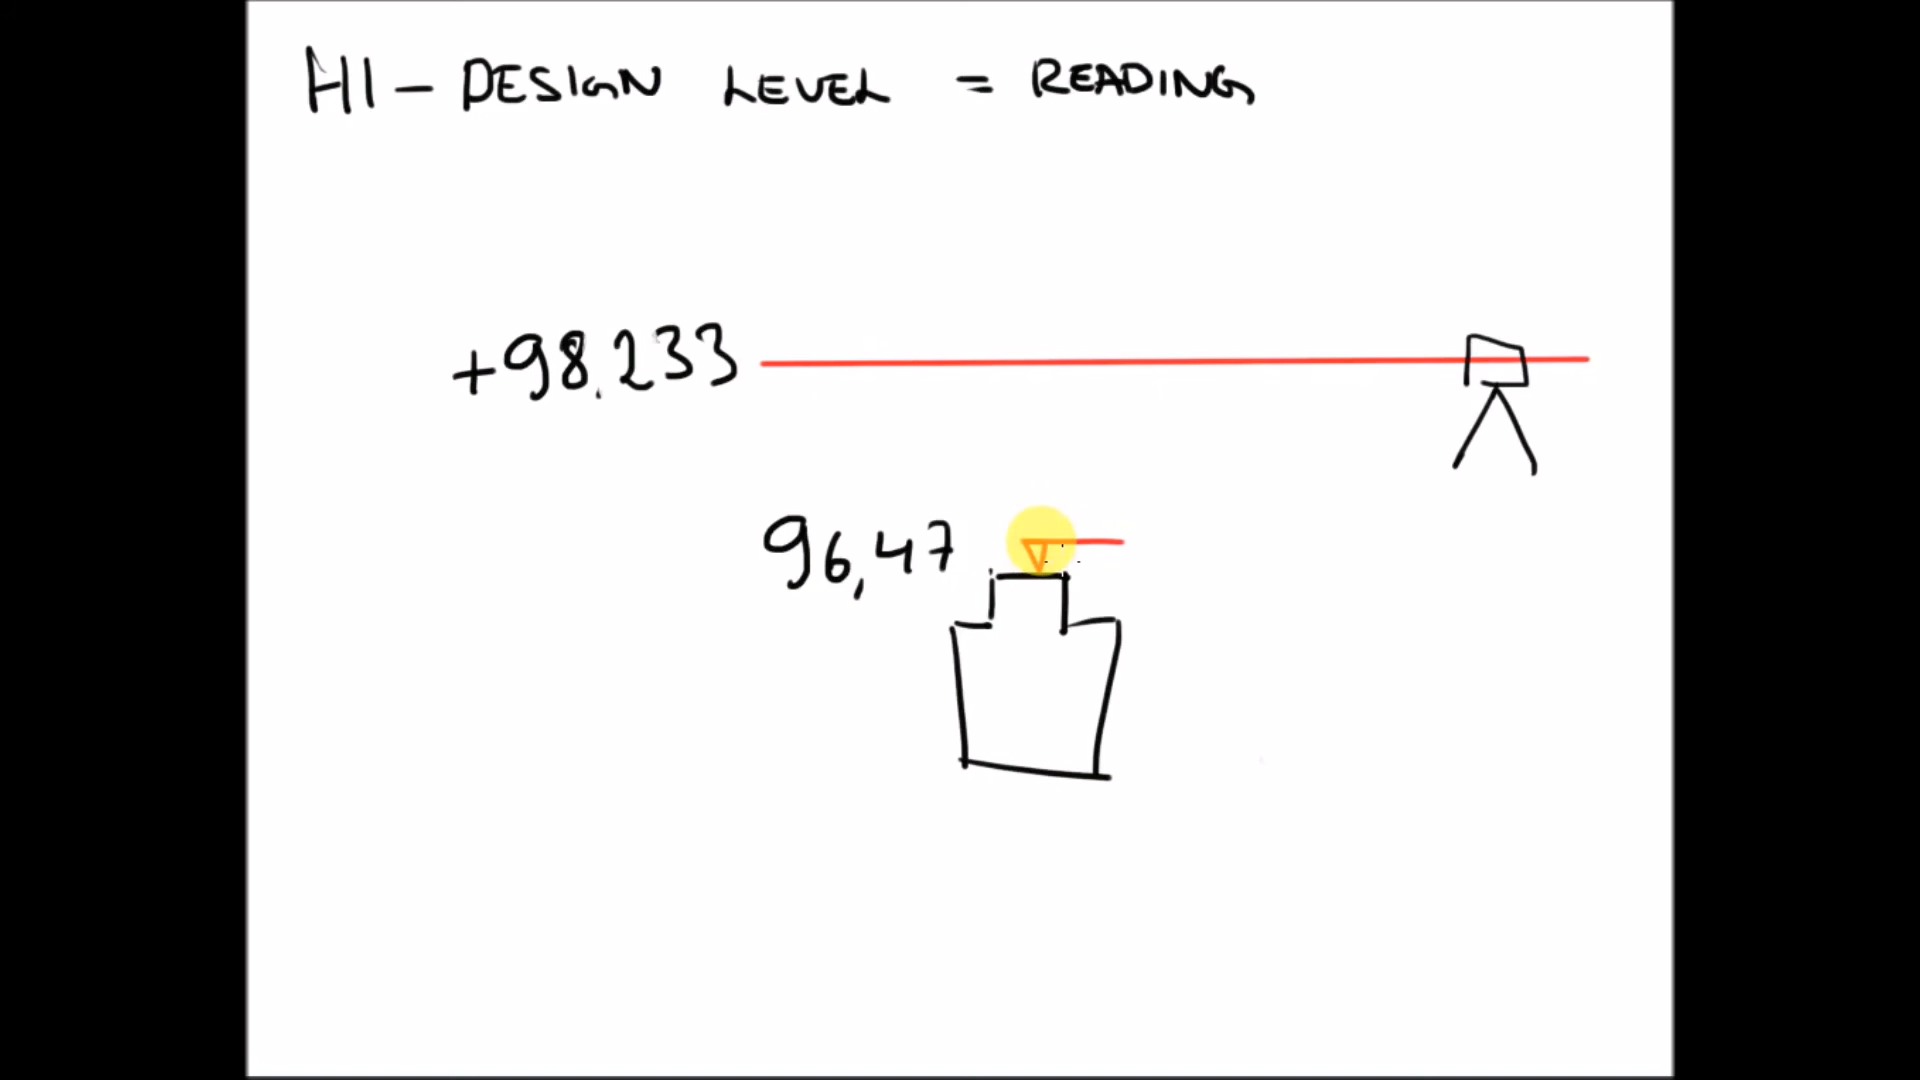 HI - DESIGN LEVEL = READING
+98.233
96,47